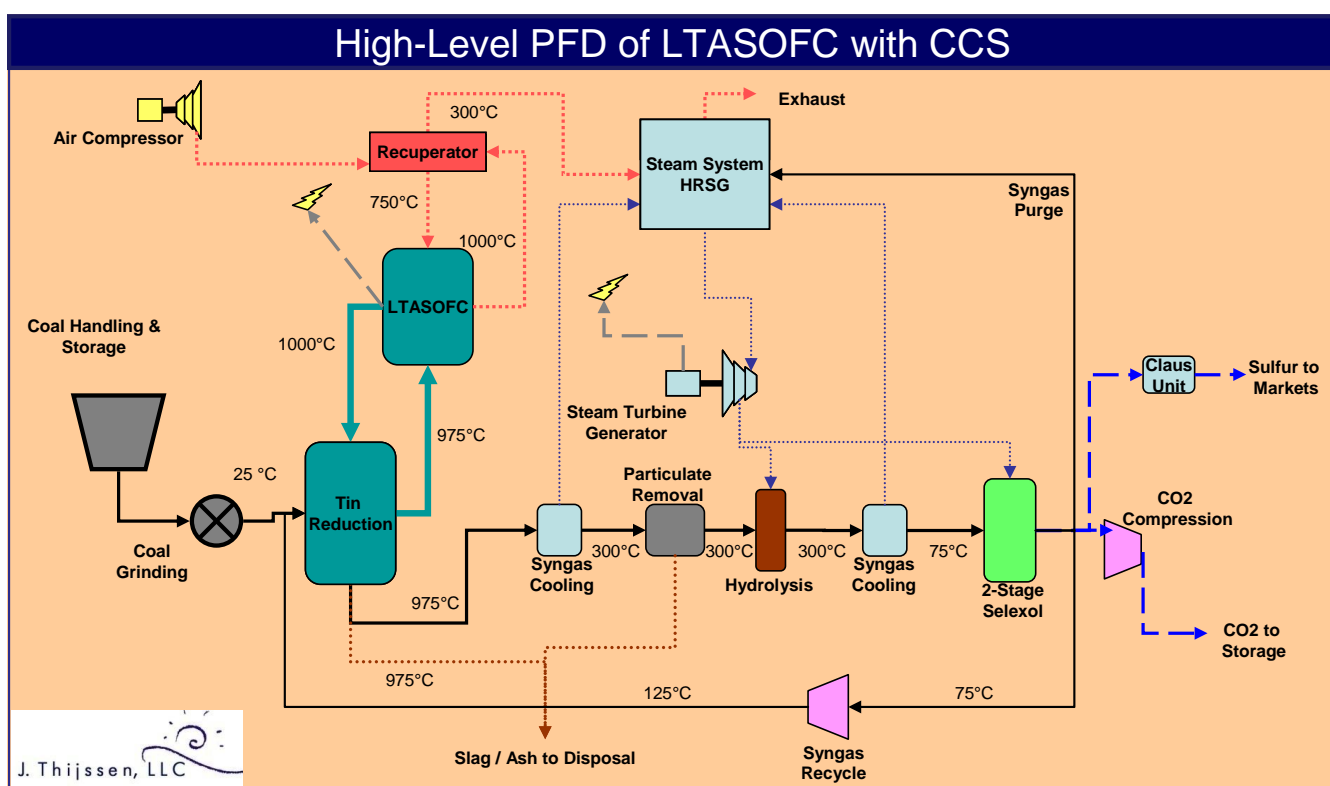 High-Level PFD of LTASOFC with CCS
Air Compressor
300°C
Exhaust
Recuperator
Steam System
HRSG
750°C
1000°C
Syngas
Purge
LTASOFC
Coal Handling &
Storage
1000°C
Steam Turbine
Generator
Claus
Unit
Sulfur to
Markets
975°C
25 °C
Tin
Reduction
Particulate
Removal
CO2
Compression
Coal
Grinding
Syngas
Cooling
300°C
300°C
Hydrolysis
300°C
Syngas
Cooling
75°C
2-Stage
Selexol
975°C
CO2 to
Storage
975°C
125°C
75°C
Slag / Ash to Disposal
Syngas
Recycle
J. Thijssen, LLC